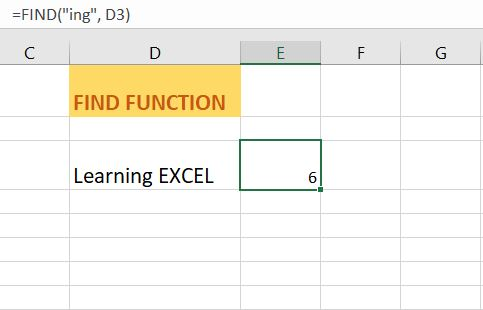 =FIND("ing", D3)
C D E F G
FIND FUNCTION
Learning EXCEL 6